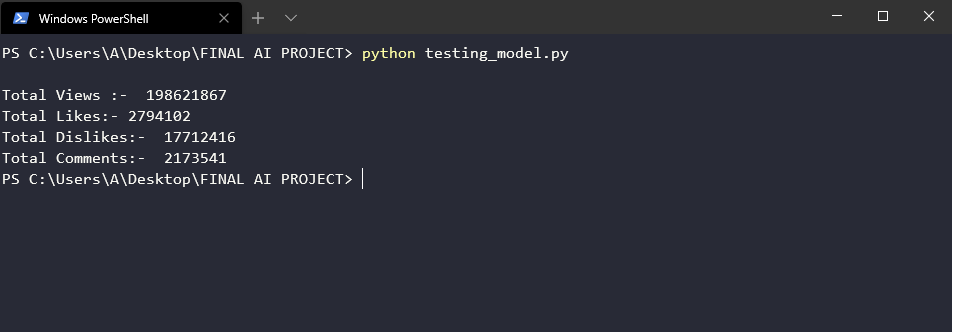 Windows PowerShell
PS C:\Users\A\Desktop\FINAL AI PROJECT> python testing_model.py
Total Views :-  198621867
Total Likes:- 2794102
Total Dislikes:-  17712416
Total Comments:-  2173541
PS C:\Users\A\Desktop\FINAL AI PROJECT>